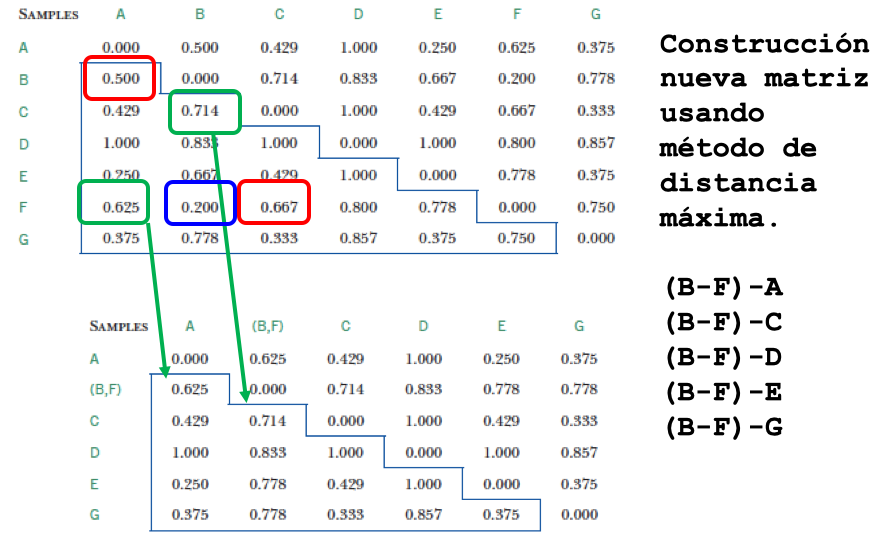 SAMPLES A B C D E F G
A 0.000 0.500 0.429 1.000 0.250 0.625 0.375
B 0.500 0.000 0.714 0.833 0.667 0.200 0.778
C 0.429 0.714 0.000 1.000 0.429 0.667 0.333
D 1.000 0.833 1.000 0.000 1.000 0.800 0.857
E 0.250 0.667 0.429 1.000 0.000 0.778 0.375
F 0.625 0.200 0.667 0.800 0.778 0.000 0.750
G 0.375 0.778 0.333 0.857 0.375 0.750 0.000
Construcción
nueva matriz
usando
método de
distancia
máxima.
(B-F)-A
(B-F)-C
(B-F)-D
(B-F)-E
(B-F)-G
SAMPLES A (B,F) C D E G
A 0.000 0.625 0.429 1.000 0.250 0.375
(B,F) 0.625 0.000 0.714 0.833 0.778 0.778
C 0.429 0.714 0.000 1.000 0.429 0.333
D 1.000 0.833 1.000 0.000 1.000 0.857
E 0.250 0.778 0.429 1.000 0.000 0.375
G 0.375 0.778 0.333 0.857 0.375 0.000